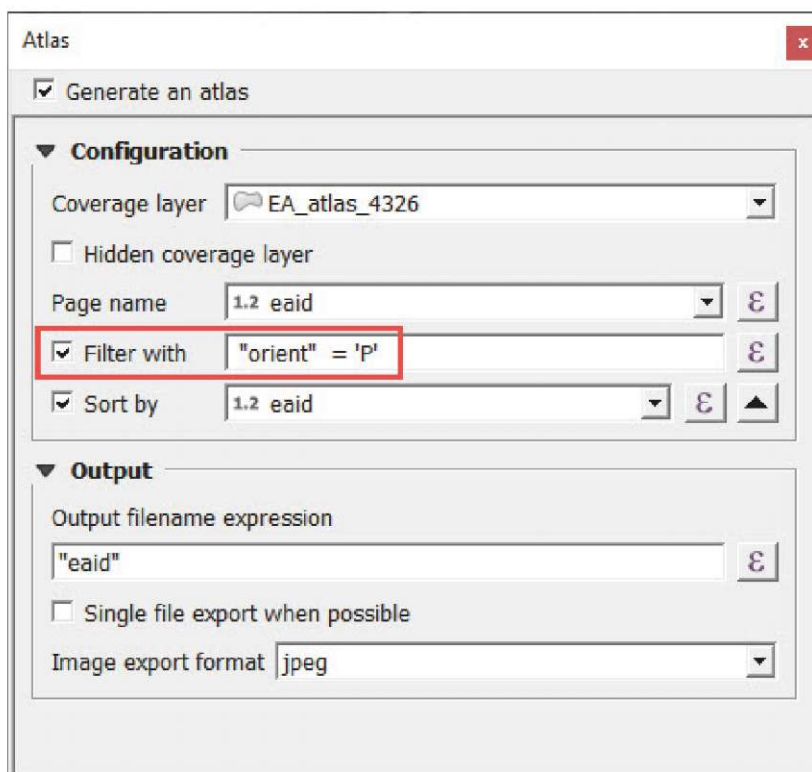 Atlas
x
Generate an atlas
Configuration
Coverage layer EA_atlas_4326
Hidden coverage layer
Page name 1.2 eaid ε
Filter with "orient" = 'P' ε
Sort by 1.2 eaid ε
Output
Output filename expression
"eaid" ε
Single file export when possible
Image export format jpeg